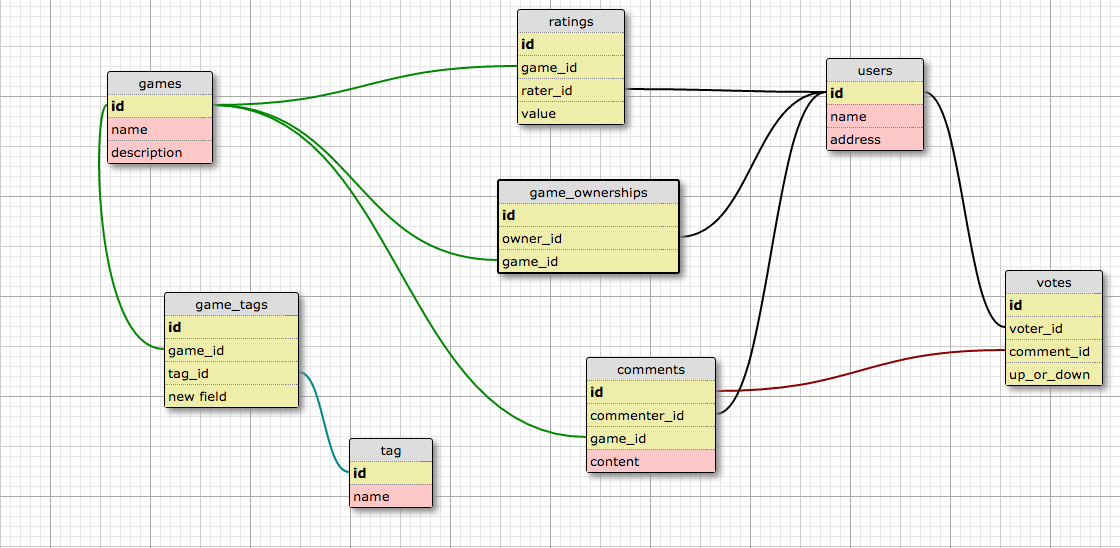 ratings
id
game_id
rater_id
value
games
id
name
description
users
id
name
address
game_ownerships
id
owner_id
game_id
votes
id
voter_id
comment_id
up_or_down
game_tags
id
game_id
tag_id
new field
comments
id
commenter_id
game_id
content
tag
id
name